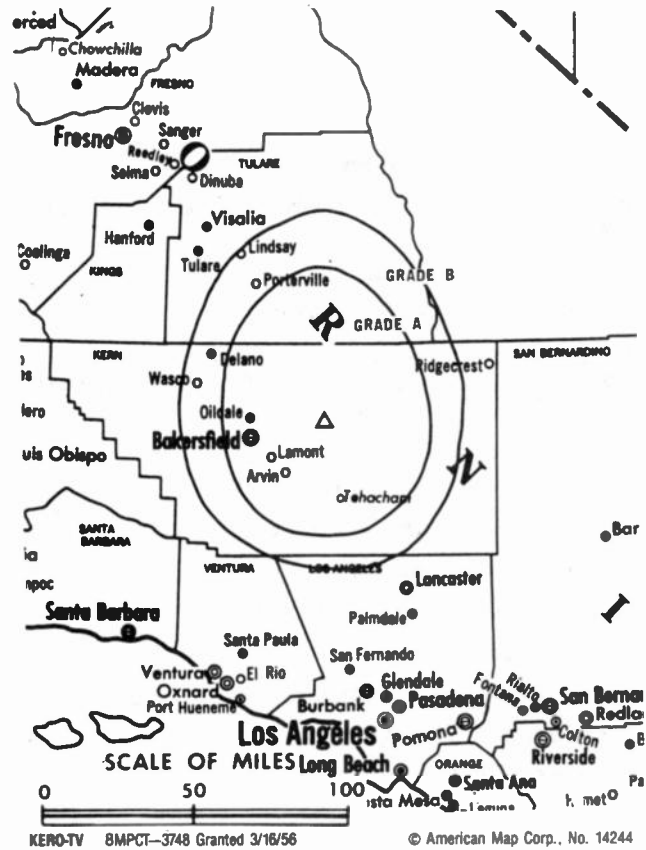 erced
Chowchilla
Madera
FRESNO
Clovis
Fresno
Sanger
Reedley
TULARE
Selma
Dinuba
Visalia
Hanford
Lindsay
Coalinga
Tulare
KINGS
Porterville
GRADE B
R
GRADE A
KERN
SAN BERNARDINO
Delano
Ridgecrest
Wasco
Oildale
Bakersfield
Lamont
uis Obispo
N
Arvin
Tehachapi
SANTA
BARBARA
Bar
VENTURA
LOS ANGELES
mpoc
Lancaster
Santa Barbara
Palmdale
I
Santa Paula
San Fernando
Ventura
El Rio
Glendale
Rialto
Oxnard
Fontana
San Berna
Port Hueneme
Burbank
Pasadena
Redla
Los Angeles
Pomona
Colton
Riverside
SCALE OF MILES
Long Beach
ORANGE
Santa Ana
0 50 100
sta Mesa
Laguna
met
KERO-TV BMPCT—3748 Granted 3/16/56
© American Map Corp., No. 14244